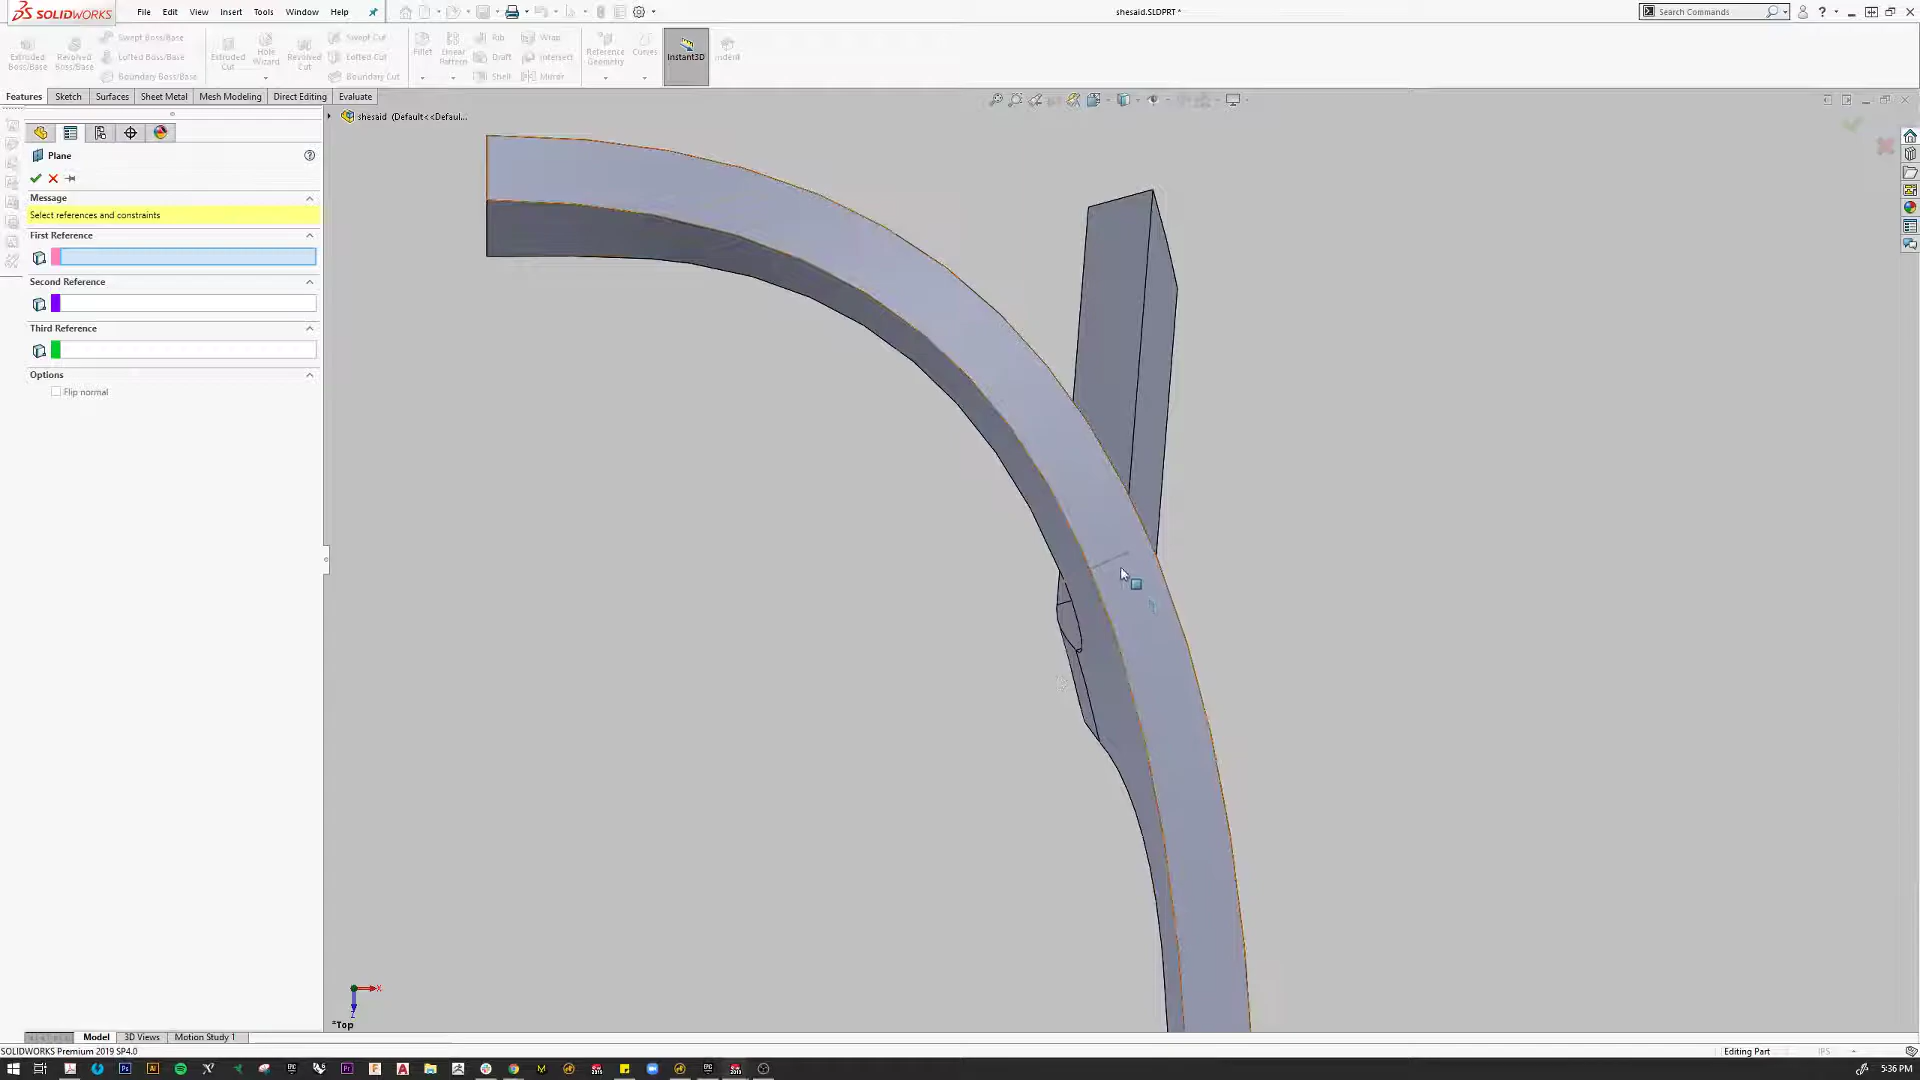 SOLIDWORKS
File Edit View Insert Tools Window Help
shesaid.SLDPRT *
Search Commands
Extruded Boss/Base
Revolved Boss/Base
Swept Boss/Base
Lofted Boss/Base
Boundary Boss/Base
Extruded Cut
Hole Wizard
Revolved Cut
Swept Cut
Lofted Cut
Boundary Cut
Fillet
Linear Pattern
Rib
Draft
Shell
Wrap
Intersect
Mirror
Reference Geometry
Curves
Instant3D
Indent
Features Sketch Surfaces Sheet Metal Mesh Modeling Direct Editing Evaluate
shesaid (Default<<Defaul...
Plane
Message
Select references and constraints
First Reference
Second Reference
Third Reference
Options
Flip normal
X
Z
*Top
Model 3D Views Motion Study 1
SOLIDWORKS Premium 2019 SP4.0
Editing Part
IPS
5:36 PM